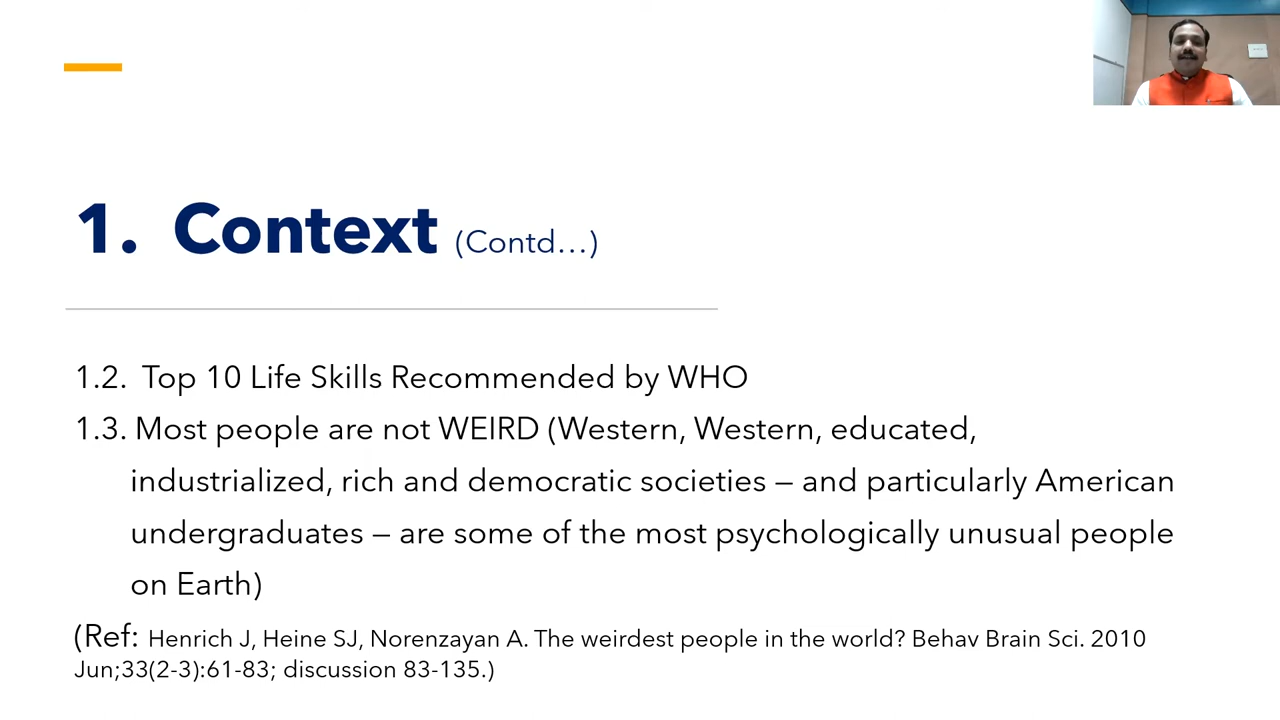 1. Context (Contd...)
1.2. Top 10 Life Skills Recommended by WHO
1.3. Most people are not WEIRD (Western, Western, educated,
industrialized, rich and democratic societies – and particularly American
undergraduates – are some of the most psychologically unusual people
on Earth)
(Ref: Henrich J, Heine SJ, Norenzayan A. The weirdest people in the world? Behav Brain Sci. 2010
Jun;33(2-3):61-83; discussion 83-135.)